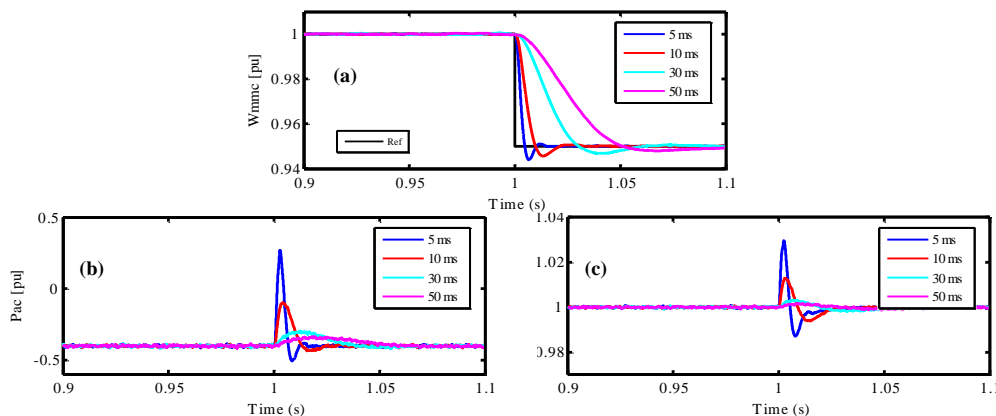 Wmmc [pu]
1
0.98
0.96
0.94
(a)
Ref
5 ms
10 ms
30 ms
50 ms
0.9
0.95
1
1.05
1.1
Time (s)
Pac [pu]
0.5
0
-0.5
(b)
5 ms
10 ms
30 ms
50 ms
0.9
0.95
1
1.05
1.1
Time (s)
1.04
1.02
1
0.98
(c)
5 ms
10 ms
30 ms
50 ms
0.9
0.95
1
1.05
1.1
Time (s)